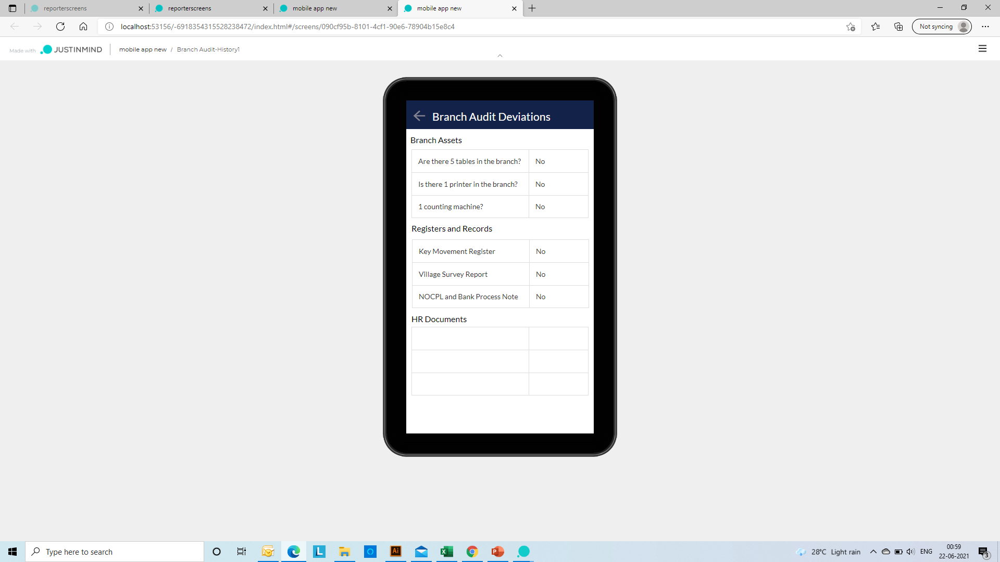 reporterscreens
reporterscreens
mobile app new
mobile app new
localhost:53156/-6918354315528238472/index.html#/screens/090cf95b-8101-4cf1-90e6-78904b15e8c4
Not syncing
Made with JUSTINMIND
mobile app new / Branch Audit-History1
Branch Audit Deviations
Branch Assets
Are there 5 tables in the branch? No
Is there 1 printer in the branch? No
1 counting machine? No
Registers and Records
Key Movement Register No
Village Survey Report No
NOCPL and Bank Process Note No
HR Documents
Type here to search
L
Ai
28°C Light rain
ENG
00:59
22-06-2021
3